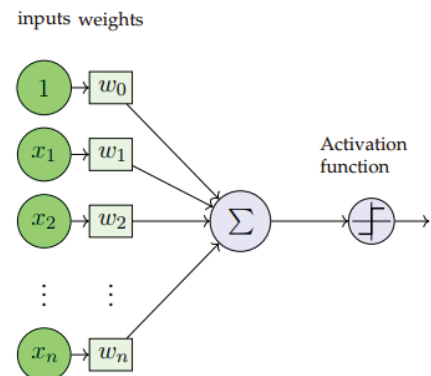 inputs weights
1 w₀
x₁ w₁
Activation
function
x₂ w₂
∑
⋮ ⋮
xₙ wₙ